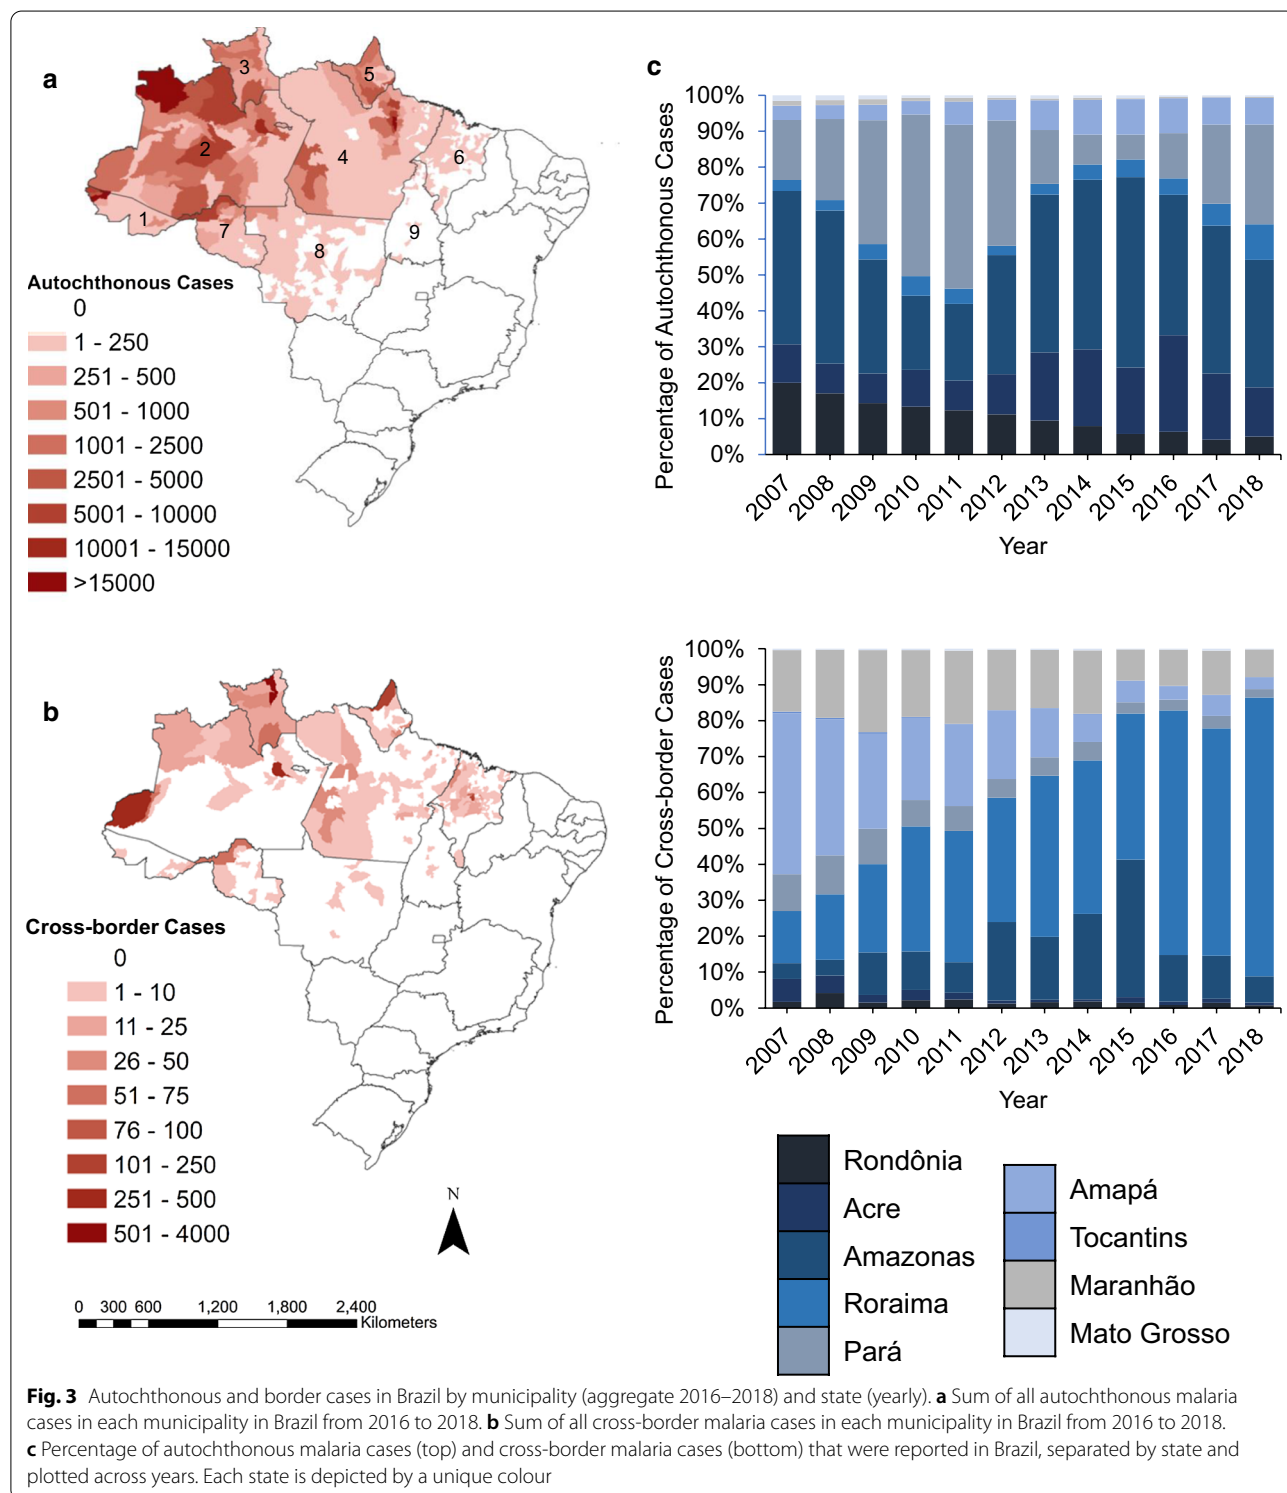 a
3
5
2
4
6
1
7
8
9
Autochthonous Cases
0
1 - 250
251 - 500
501 - 1000
1001 - 2500
2501 - 5000
5001 - 10000
10001 - 15000
>15000
c
Percentage of Autochthonous Cases
100%
90%
80%
70%
60%
50%
40%
30%
20%
10%
0%
2007 2008 2009 2010 2011 2012 2013 2014 2015 2016 2017 2018
Year
b
Cross-border Cases
0
1 - 10
11 - 25
26 - 50
51 - 75
76 - 100
101 - 250
251 - 500
501 - 4000
N
0 300 600 1,200 1,800 2,400
Kilometers
Percentage of Cross-border Cases
100%
90%
80%
70%
60%
50%
40%
30%
20%
10%
0%
2007 2008 2009 2010 2011 2012 2013 2014 2015 2016 2017 2018
Year
Rondônia
Acre
Amazonas
Roraima
Pará
Amapá
Tocantins
Maranhão
Mato Grosso
Fig. 3 Autochthonous and border cases in Brazil by municipality (aggregate 2016–2018) and state (yearly). a Sum of all autochthonous malaria
cases in each municipality in Brazil from 2016 to 2018. b Sum of all cross-border malaria cases in each municipality in Brazil from 2016 to 2018.
c Percentage of autochthonous malaria cases (top) and cross-border malaria cases (bottom) that were reported in Brazil, separated by state and
plotted across years. Each state is depicted by a unique colour